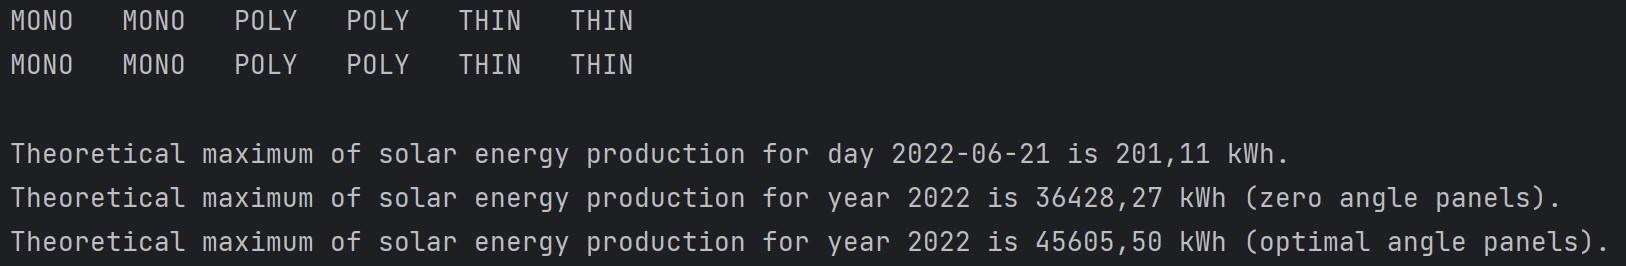 MONO   MONO   POLY   POLY   THIN   THIN
MONO   MONO   POLY   POLY   THIN   THIN
Theoretical maximum of solar energy production for day 2022-06-21 is 201,11 kWh.
Theoretical maximum of solar energy production for year 2022 is 36428,27 kWh (zero angle panels).
Theoretical maximum of solar energy production for year 2022 is 45605,50 kWh (optimal angle panels).